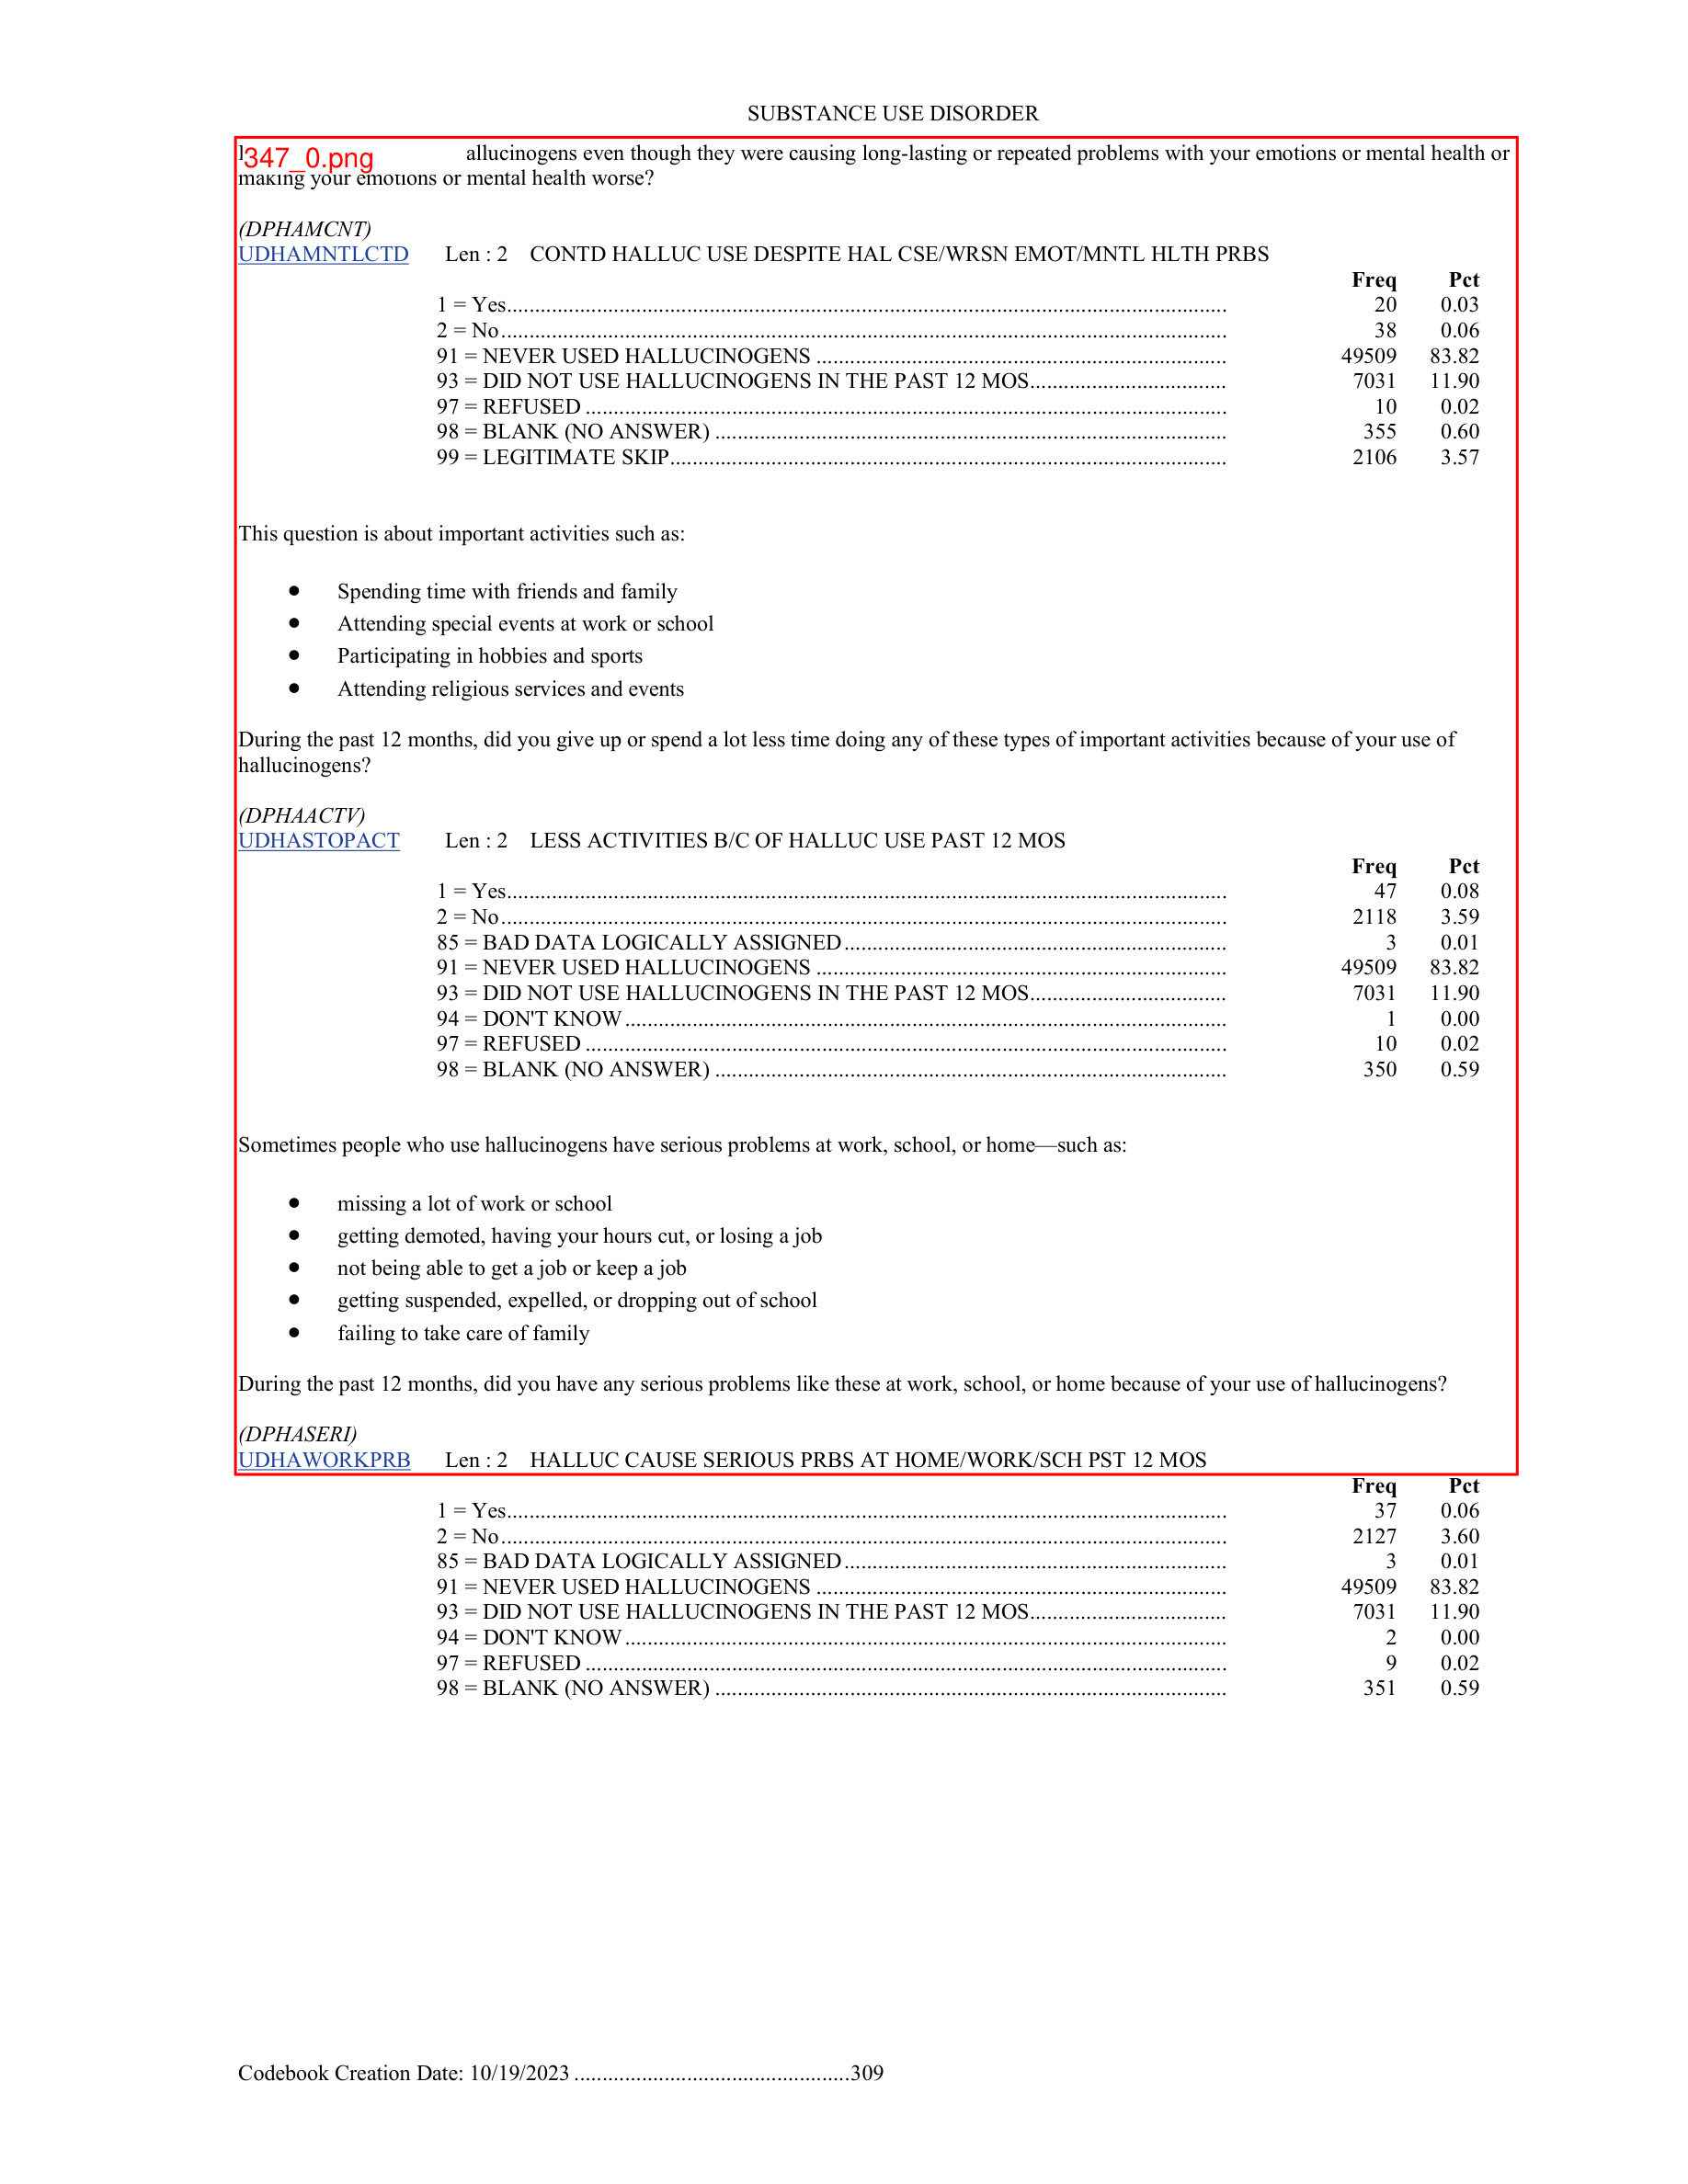 SUBSTANCE USE DISORDER
347_0.png allucinogens even though they were causing long-lasting or repeated problems with your emotions or mental health or
making your emotions or mental health worse?
(DPHAMCNT)
UDHAMNTLCTD Len : 2 CONTD HALLUC USE DESPITE HAL CSE/WRSN EMOT/MNTL HLTH PRBS
Freq Pct
1 = Yes 20 0.03
2 = No 38 0.06
91 = NEVER USED HALLUCINOGENS 49509 83.82
93 = DID NOT USE HALLUCINOGENS IN THE PAST 12 MOS 7031 11.90
97 = REFUSED 10 0.02
98 = BLANK (NO ANSWER) 355 0.60
99 = LEGITIMATE SKIP 2106 3.57
This question is about important activities such as:
● Spending time with friends and family
● Attending special events at work or school
● Participating in hobbies and sports
● Attending religious services and events
During the past 12 months, did you give up or spend a lot less time doing any of these types of important activities because of your use of
hallucinogens?
(DPHAACTV)
UDHASTOPACT Len : 2 LESS ACTIVITIES B/C OF HALLUC USE PAST 12 MOS
Freq Pct
1 = Yes 47 0.08
2 = No 2118 3.59
85 = BAD DATA LOGICALLY ASSIGNED 3 0.01
91 = NEVER USED HALLUCINOGENS 49509 83.82
93 = DID NOT USE HALLUCINOGENS IN THE PAST 12 MOS 7031 11.90
94 = DON'T KNOW 1 0.00
97 = REFUSED 10 0.02
98 = BLANK (NO ANSWER) 350 0.59
Sometimes people who use hallucinogens have serious problems at work, school, or home—such as:
● missing a lot of work or school
● getting demoted, having your hours cut, or losing a job
● not being able to get a job or keep a job
● getting suspended, expelled, or dropping out of school
● failing to take care of family
During the past 12 months, did you have any serious problems like these at work, school, or home because of your use of hallucinogens?
(DPHASERI)
UDHAWORKPRB Len : 2 HALLUC CAUSE SERIOUS PRBS AT HOME/WORK/SCH PST 12 MOS
Freq Pct
1 = Yes 37 0.06
2 = No 2127 3.60
85 = BAD DATA LOGICALLY ASSIGNED 3 0.01
91 = NEVER USED HALLUCINOGENS 49509 83.82
93 = DID NOT USE HALLUCINOGENS IN THE PAST 12 MOS 7031 11.90
94 = DON'T KNOW 2 0.00
97 = REFUSED 9 0.02
98 = BLANK (NO ANSWER) 351 0.59
Codebook Creation Date: 10/19/2023 309